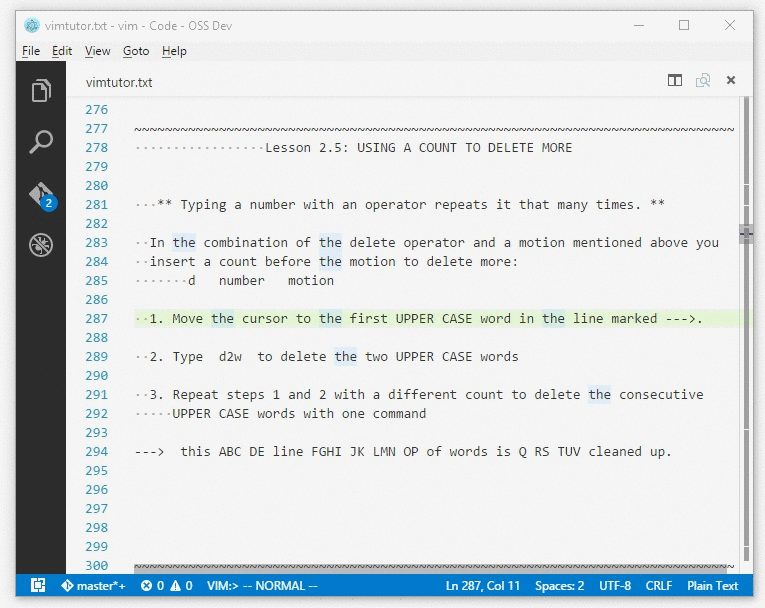 vimtutor.txt - vim - Code - OSS Dev
File Edit View Goto Help
vimtutor.txt
276
277 ~~~~~~~~~~~~~~~~~~~~~~~~~~~~~~~~~~~~~~~~~~~~~~~~~~~~~~~~~~~~~~~~~~~~~~~~~~~~~~
278 ·················Lesson 2.5: USING A COUNT TO DELETE MORE
279
280
281 ···** Typing a number with an operator repeats it that many times. **
282
283 ··In the combination of the delete operator and a motion mentioned above you
284 ··insert a count before the motion to delete more:
285 ·······d   number   motion
286
287 ··1. Move the cursor to the first UPPER CASE word in the line marked --->.
288
289 ··2. Type  d2w  to delete the two UPPER CASE words
290
291 ··3. Repeat steps 1 and 2 with a different count to delete the consecutive
292 ·····UPPER CASE words with one command
293
294 --->  this ABC DE line FGHI JK LMN OP of words is Q RS TUV cleaned up.
295
296
297
298
299
300 ~~~~~~~~~~~~~~~~~~~~~~~~~~~~~~~~~~~~~~~~~~~~~~~~~~~~~~~~~~~~~~~~~~~~~~~~~~~~~~
2
master*+ 0 0 VIM:> -- NORMAL -- Ln 287, Col 11 Spaces: 2 UTF-8 CRLF Plain Text